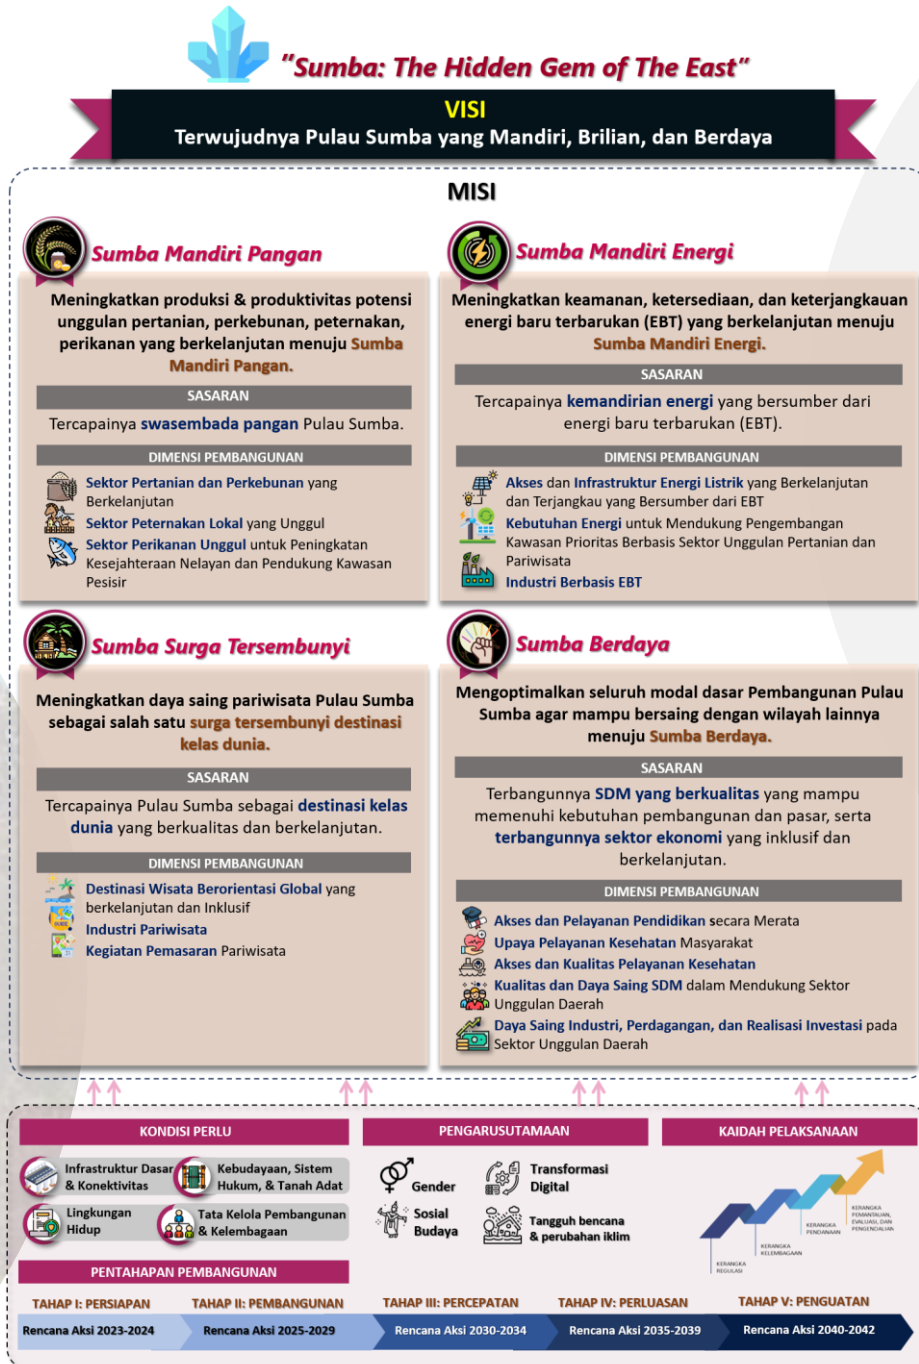 "Sumba: The Hidden Gem of The East"
VISI
Terwujudnya Pulau Sumba yang Mandiri, Brilian, dan Berdaya
MISI
Sumba Mandiri Pangan
Meningkatkan produksi & produktivitas potensi
unggulan pertanian, perkebunan, peternakan,
perikanan yang berkelanjutan menuju Sumba
Mandiri Pangan.
SASARAN
Tercapainya swasembada pangan Pulau Sumba.
DIMENSI PEMBANGUNAN
Sektor Pertanian dan Perkebunan yang
Berkelanjutan
Sektor Peternakan Lokal yang Unggul
Sektor Perikanan Unggul untuk Peningkatan
Kesejahteraan Nelayan dan Pendukung Kawasan
Pesisir
Sumba Mandiri Energi
Meningkatkan keamanan, ketersediaan, dan keterjangkauan
energi baru terbarukan (EBT) yang berkelanjutan menuju
Sumba Mandiri Energi.
SASARAN
Tercapainya kemandirian energi yang bersumber dari
energi baru terbarukan (EBT).
DIMENSI PEMBANGUNAN
Akses dan Infrastruktur Energi Listrik yang Berkelanjutan
dan Terjangkau yang Bersumber dari EBT
Kebutuhan Energi untuk Mendukung Pengembangan
Kawasan Prioritas Berbasis Sektor Unggulan Pertanian dan
Pariwisata
Industri Berbasis EBT
Sumba Surga Tersembunyi
Meningkatkan daya saing pariwisata Pulau Sumba
sebagai salah satu surga tersembunyi destinasi
kelas dunia.
SASARAN
Tercapainya Pulau Sumba sebagai destinasi kelas
dunia yang berkualitas dan berkelanjutan.
DIMENSI PEMBANGUNAN
Destinasi Wisata Berorientasi Global yang
berkelanjutan dan Inklusif
GUIDE
Industri Pariwisata
Kegiatan Pemasaran Pariwisata
Sumba Berdaya
Mengoptimalkan seluruh modal dasar Pembangunan Pulau
Sumba agar mampu bersaing dengan wilayah lainnya
menuju Sumba Berdaya.
SASARAN
Terbangunnya SDM yang berkualitas yang mampu
memenuhi kebutuhan pembangunan dan pasar, serta
terbangunnya sektor ekonomi yang inklusif dan
berkelanjutan.
DIMENSI PEMBANGUNAN
Akses dan Pelayanan Pendidikan secara Merata
Upaya Pelayanan Kesehatan Masyarakat
Akses dan Kualitas Pelayanan Kesehatan
Kualitas dan Daya Saing SDM dalam Mendukung Sektor
Unggulan Daerah
Daya Saing Industri, Perdagangan, dan Realisasi Investasi pada
Sektor Unggulan Daerah
KONDISI PERLU
Infrastruktur Dasar
& Konektivitas
Kebudayaan, Sistem
Hukum, & Tanah Adat
Lingkungan
Hidup
Tata Kelola Pembangunan
& Kelembagaan
PENGARUSUTAMAAN
Gender
Transformasi
Digital
Sosial
Budaya
Tangguh bencana
& perubahan iklim
KAIDAH PELAKSANAAN
KERANGKA
REGULASI
KERANGKA
KELEMBAGAAN
KERANGKA
PENDANAAN
KERANGKA
PEMANTAUAN,
EVALUASI, DAN
PENGENDALIAN
PENTAHAPAN PEMBANGUNAN
TAHAP I: PERSIAPAN
TAHAP II: PEMBANGUNAN
TAHAP III: PERCEPATAN
TAHAP IV: PERLUASAN
TAHAP V: PENGUATAN
Rencana Aksi 2023-2024
Rencana Aksi 2025-2029
Rencana Aksi 2030-2034
Rencana Aksi 2035-2039
Rencana Aksi 2040-2042